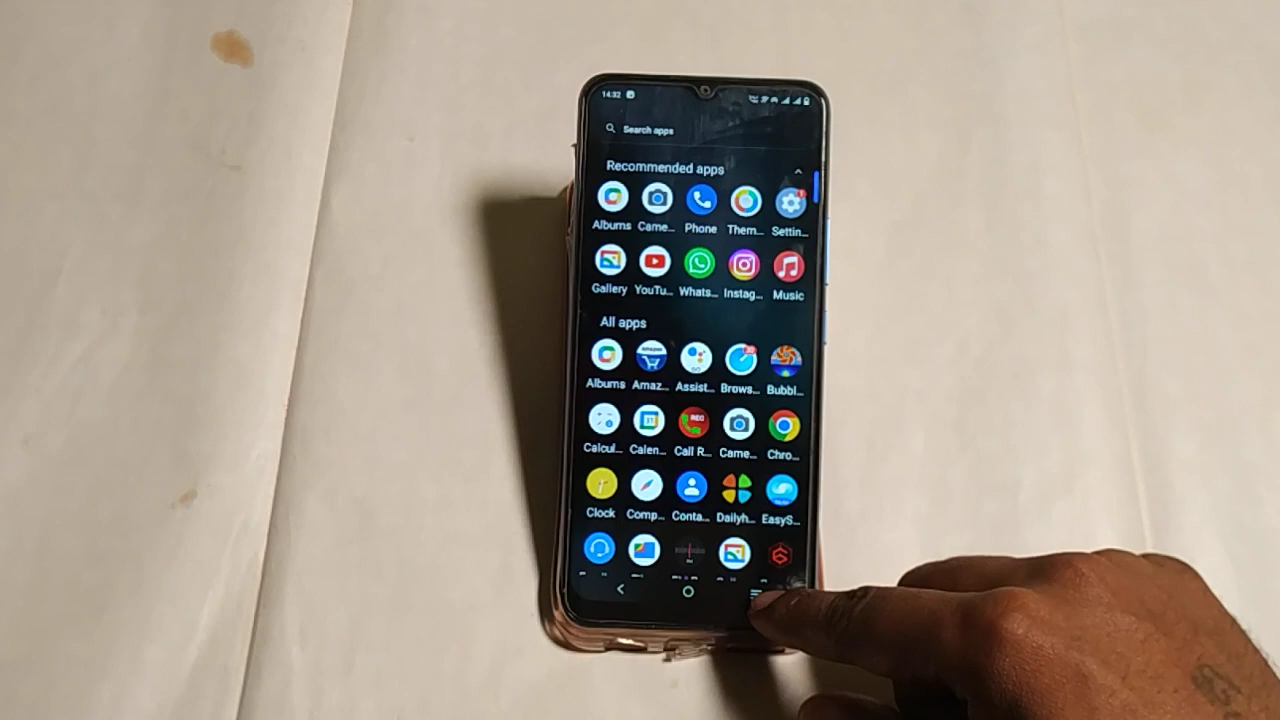 14:32
Search apps
Recommended apps
Albums Came... Phone Them... Settin...
Gallery YouTu... Whats... Instag... Music
All apps
Albums Amaz... Assist... Brows... Bubbl...
Calcul... Calen... Call R... Came... Chro...
Clock Comp... Conta... Dailyh... EasyS...